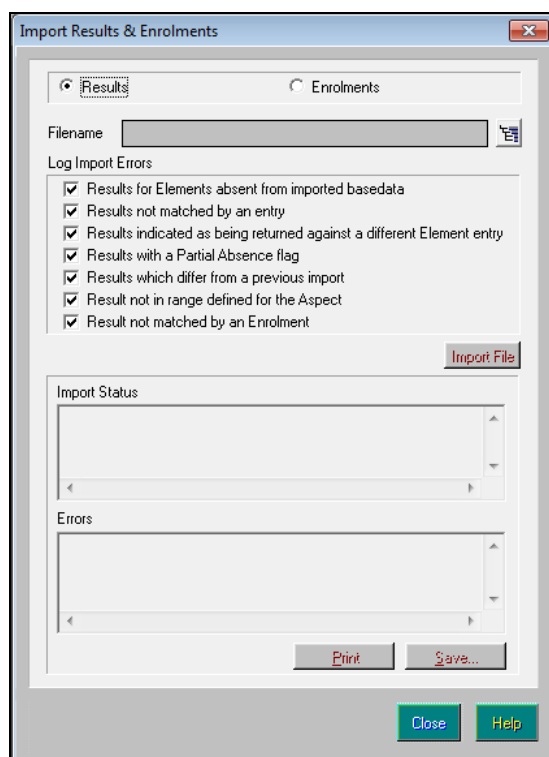 Import Results & Enrolments
Results Enrolments
Filename
Log Import Errors
Results for Elements absent from imported basedata
Results not matched by an entry
Results indicated as being returned against a different Element entry
Results with a Partial Absence flag
Results which differ from a previous import
Result not in range defined for the Aspect
Result not matched by an Enrolment
Import File
Import Status
Errors
Print Save...
Close Help